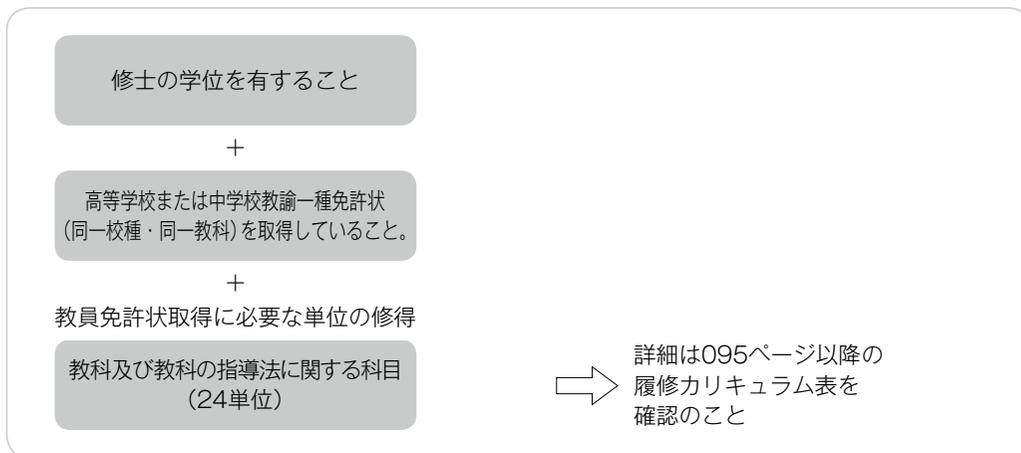 修士の学位を有すること
＋
高等学校または中学校教諭一種免許状
（同一校種・同一教科）を取得していること。
＋
教員免許状取得に必要な単位の修得
教科及び教科の指導法に関する科目
（24単位）
詳細は095ページ以降の
履修カリキュラム表を
確認のこと